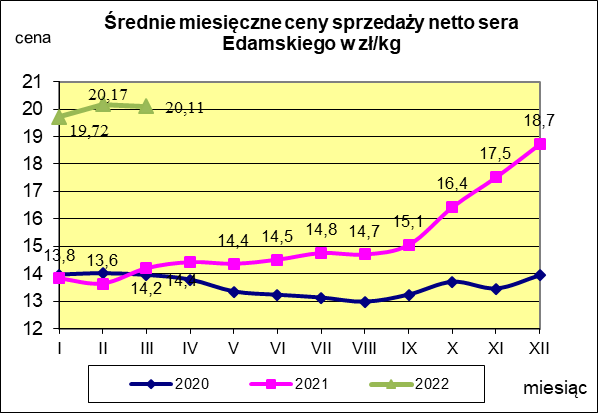 Średnie miesięczne ceny sprzedaży netto sera
Edamskiego w zł/kg
cena
21
20
19
18
17
16
15
14
13
12
20,17
20,11
19,72
18,7
17,5
16,4
15,1
14,4 14,5 14,8 14,7
13,8 13,6
14,2
I II III IV V VI VII VIII IX X XI XII
2020 2021 2022
miesiąc